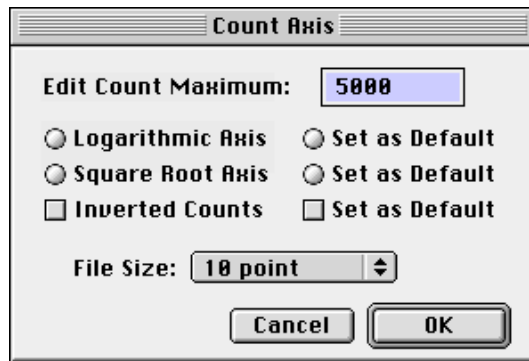 Count Axis
Edit Count Maximum: 5000
Logarithmic Axis Set as Default
Square Root Axis Set as Default
Inverted Counts Set as Default
File Size: 10 point
Cancel OK